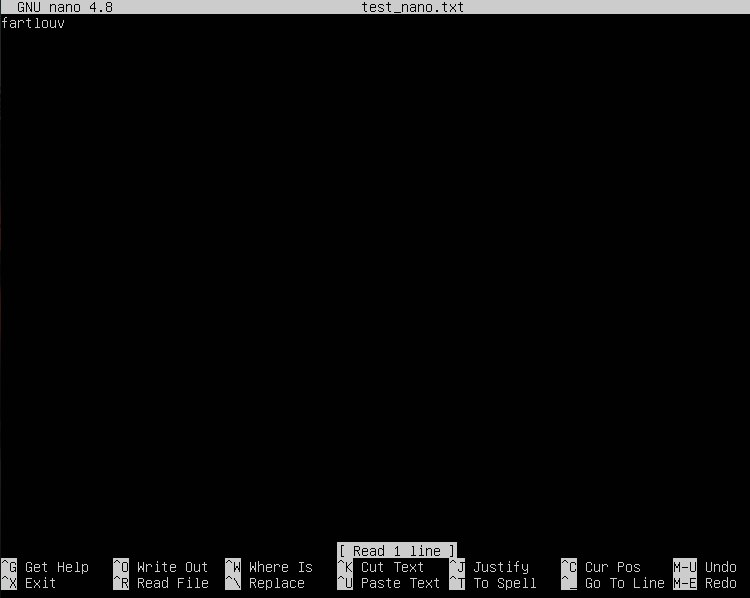 GNU nano 4.8 test_nano.txt
fartlouv
[ Read 1 line ]
^G Get Help ^O Write Out ^W Where Is ^K Cut Text ^J Justify ^C Cur Pos M-U Undo
^X Exit ^R Read File ^\ Replace ^U Paste Text ^T To Spell ^_ Go To Line M-E Redo